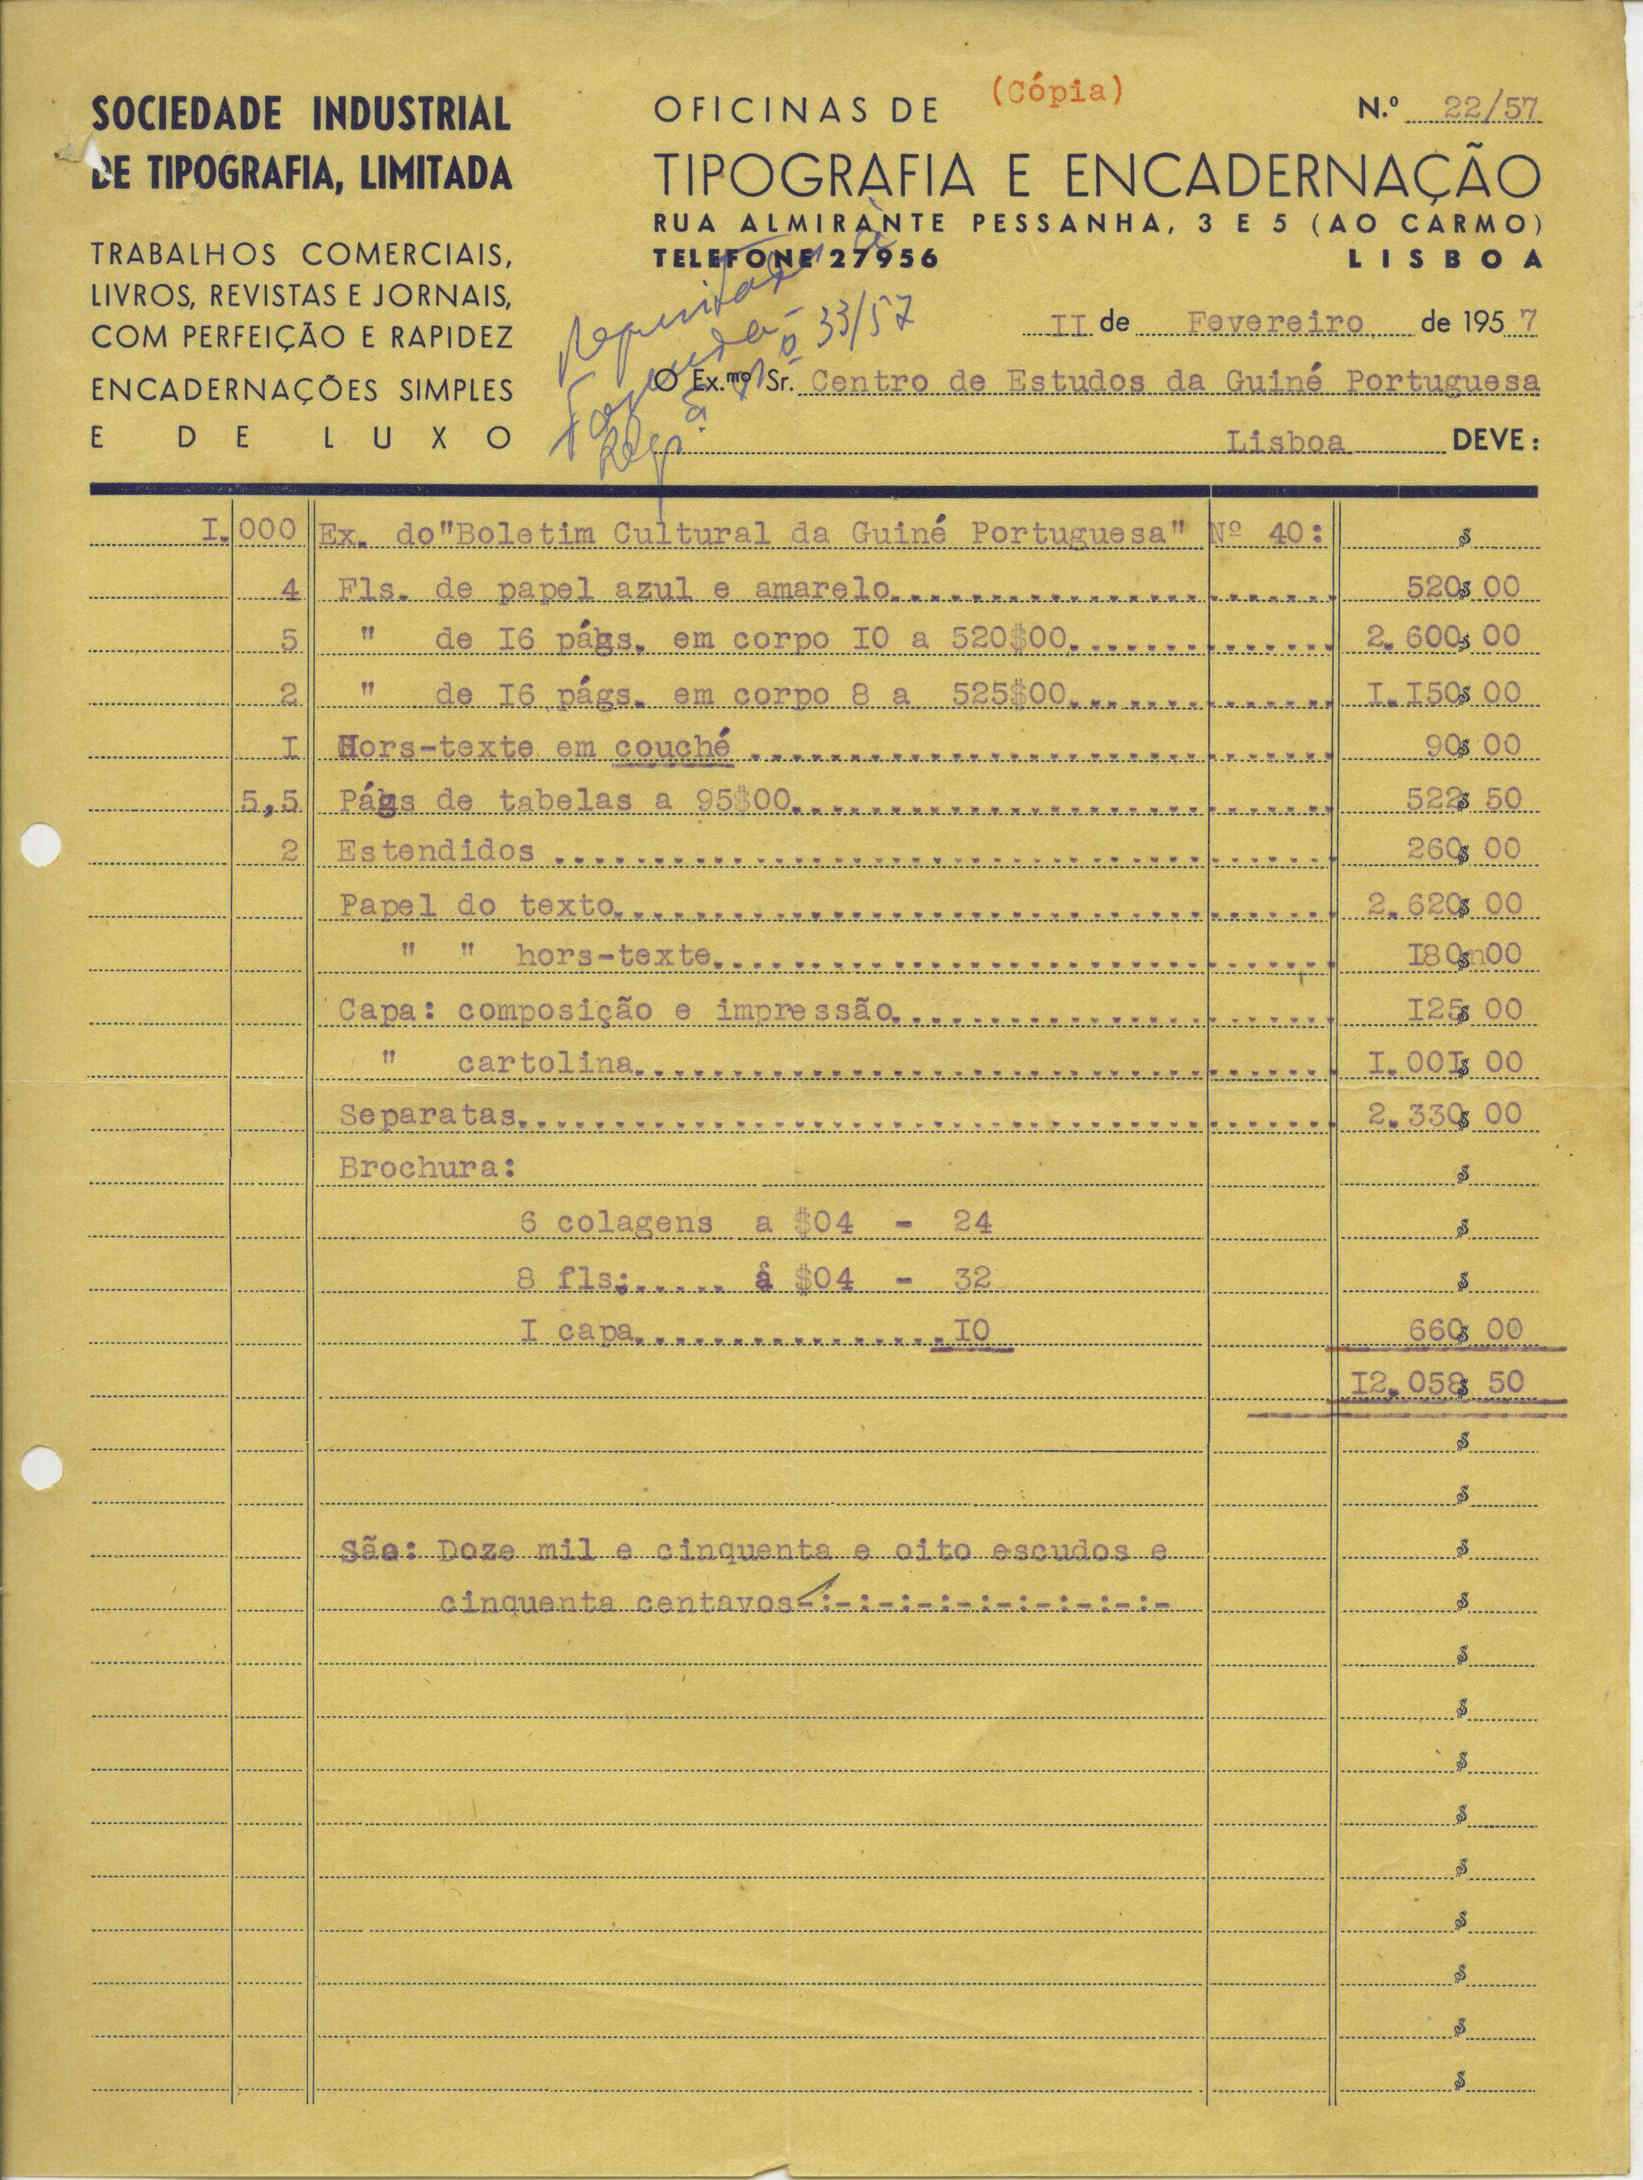 SOCIEDADE INDUSTRIAL
DE TIPOGRAFIA, LIMITADA
TRABALHOS COMERCIAIS,
LIVROS, REVISTAS E JORNAIS,
COM PERFEIÇÃO E RAPIDEZ
ENCADERNAÇÕES SIMPLES
E DE LUXO
(Cópia)
OFICINAS DE
N.º 22/57
TIPOGRAFIA E ENCADERNAÇÃO
RUA ALMIRANTE PESSANHA, 3 E 5 (AO CARMO)
TELEFONE 27956 LISBOA
33/57
II de Fevereiro de 1957
O Ex.mo Sr. Centro de Estudos da Guiné Portuguesa
Lisboa DEVE:
I.000 Ex. do "Boletim Cultural da Guiné Portuguesa" Nº 40: $
4 Fls. de papel azul e amarelo. 520$00
5 " de I6 págs. em corpo I0 a 520$00. 2.600$00
2 " de I6 págs. em corpo 8 a 525$00. I.I50$00
I Hors-texte em couché 90$00
5,5 Págs de tabelas a 95$00. 522$50
2 Estendidos 260$00
Papel do texto. 2.620$00
" " hors-texte. I80$00
Capa: composição e impressão. I25$00
" cartolina. I.00I$00
Separatas. 2.330$00
Brochura: $
6 colagens a $04 - 24 $
8 fls:..... a $04 - 32 $
I capa. I0 660$00
I2.058$50
São: Doze mil e cinquenta e oito escudos e
cinquenta centavos-:-:-:-:-:-:-:-:-:-